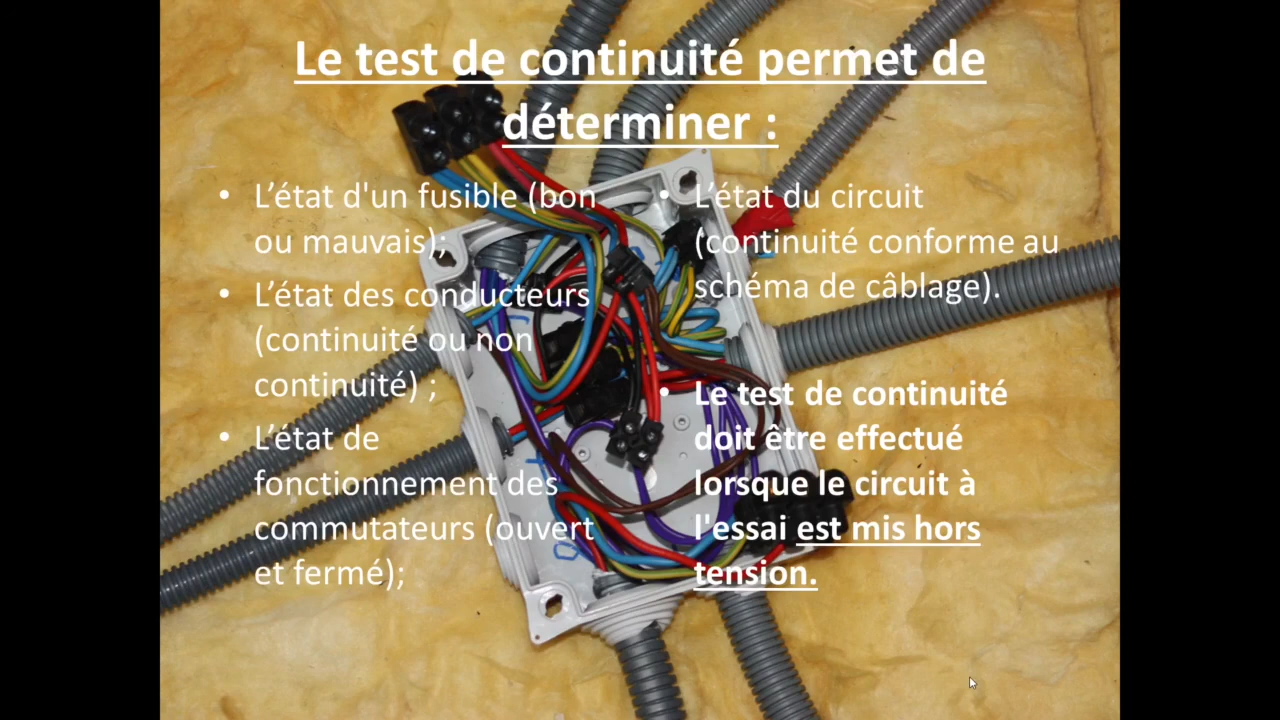 Le test de continuité permet de
déterminer :
• L’état d'un fusible (bon
ou mauvais);
• L’état des conducteurs
(continuité ou non
continuité) ;
• L’état de
fonctionnement des
commutateurs (ouvert
et fermé);
• L’état du circuit
(continuité conforme au
schéma de câblage).
• Le test de continuité
doit être effectué
lorsque le circuit à
l'essai est mis hors
tension.